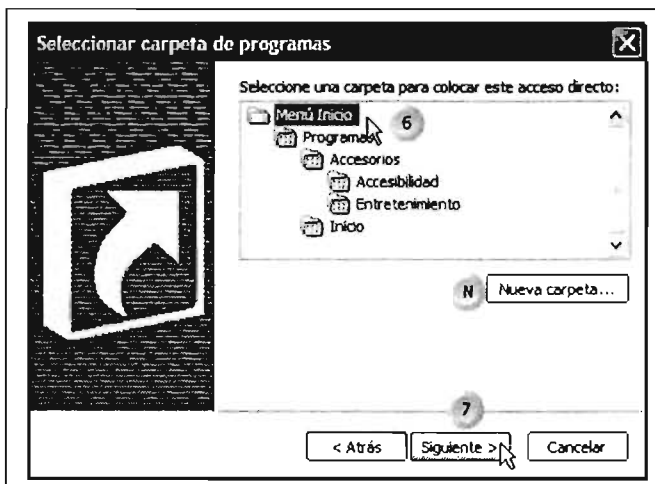 Seleccionar carpeta de programas
Seleccione una carpeta para colocar este acceso directo:
Menú Inicio
6
Programas
Accesorios
Accesibilidad
Entretenimiento
Inicio
N
Nueva carpeta...
7
< Atrás
Siguiente >
Cancelar